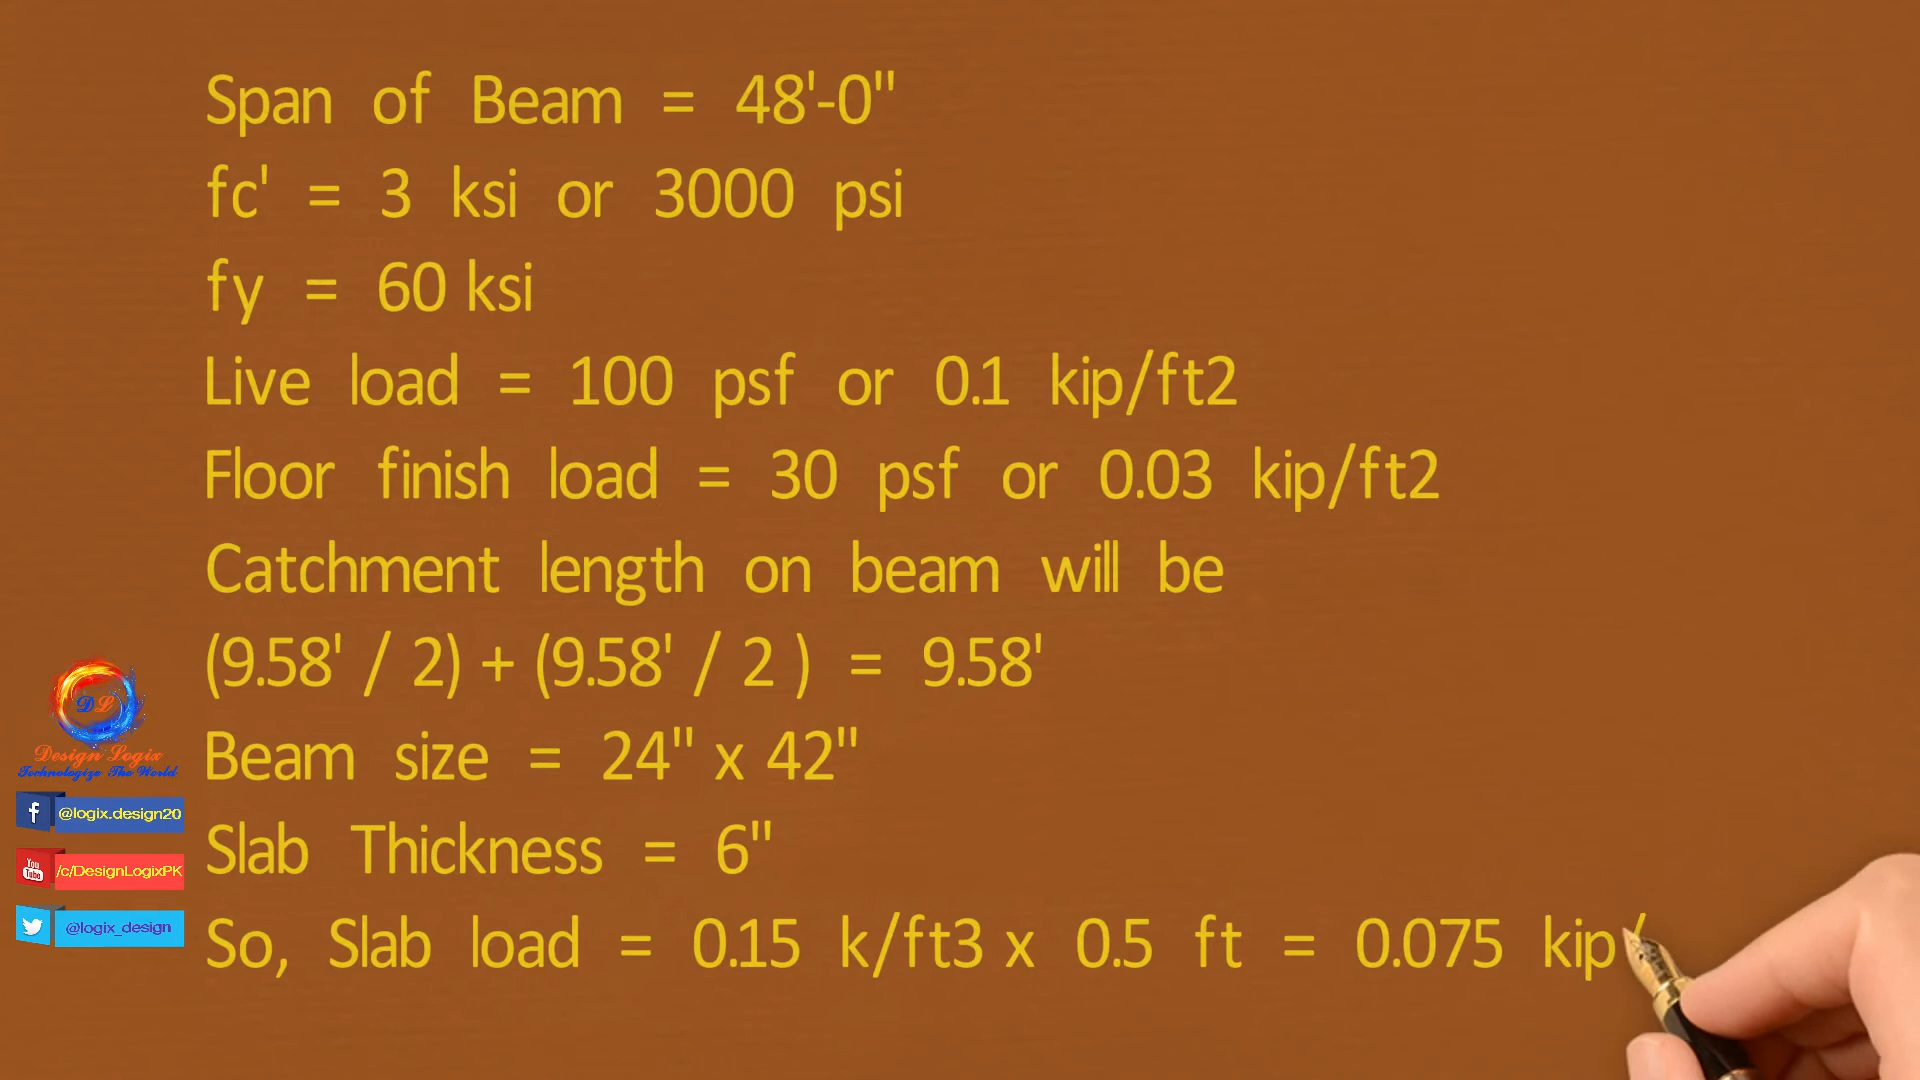 Span of Beam = 48'-0"
fc' = 3 ksi or 3000 psi
fy = 60 ksi
Live load = 100 psf or 0.1 kip/ft2
Floor finish load = 30 psf or 0.03 kip/ft2
Catchment length on beam will be
(9.58' / 2) + (9.58' / 2 ) = 9.58'
Beam size = 24" x 42"
Slab Thickness = 6"
So, Slab load = 0.15 k/ft3 x 0.5 ft = 0.075 kip/
DL
Design Logix
Technologize The World
f @logix.design20
You Tube /c/DesignLogixPK
@logix_design